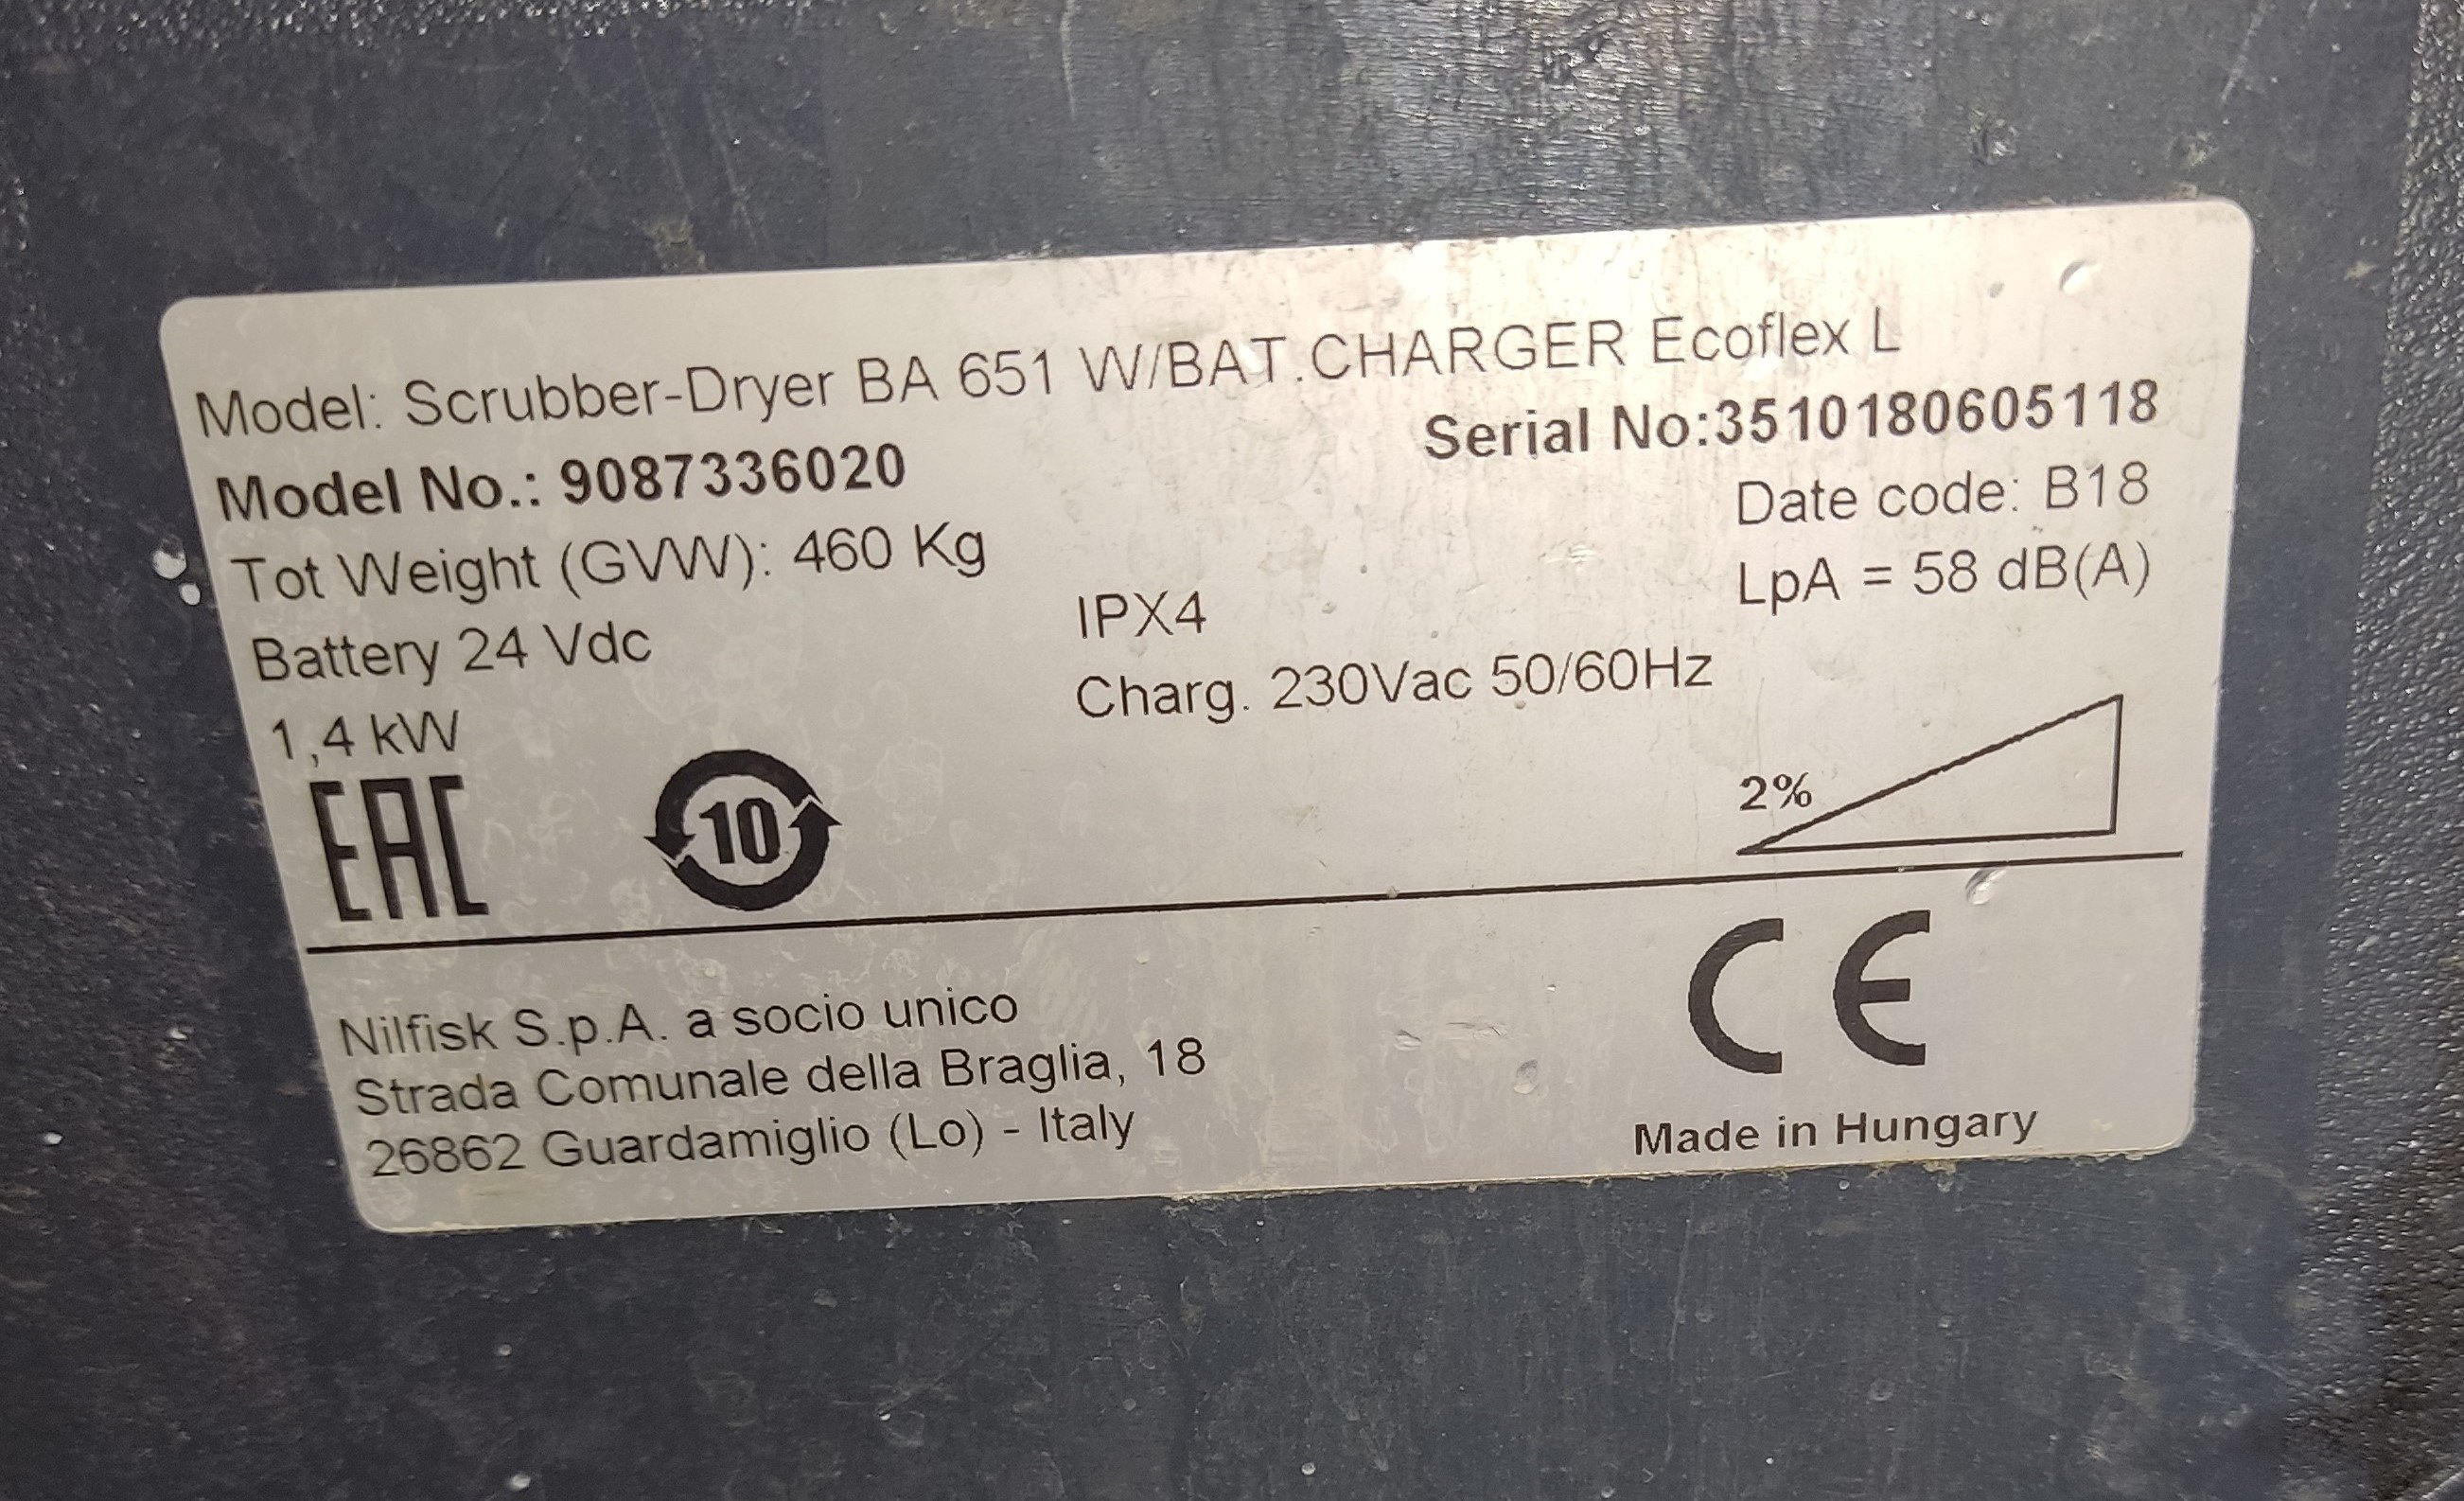 Model: Scrubber-Dryer BA 651 W/BAT.CHARGER Ecoflex L
Model No.: 9087336020
Serial No:3510180605118
Tot Weight (GVW): 460 Kg
Date code: B18
Battery 24 Vdc
IPX4
LpA = 58 dB(A)
1,4 kW
Charg. 230Vac 50/60Hz
EAC
10
2%
Nilfisk S.p.A. a socio unico
Strada Comunale della Braglia, 18
26862 Guardamiglio (Lo) - Italy
CE
Made in Hungary